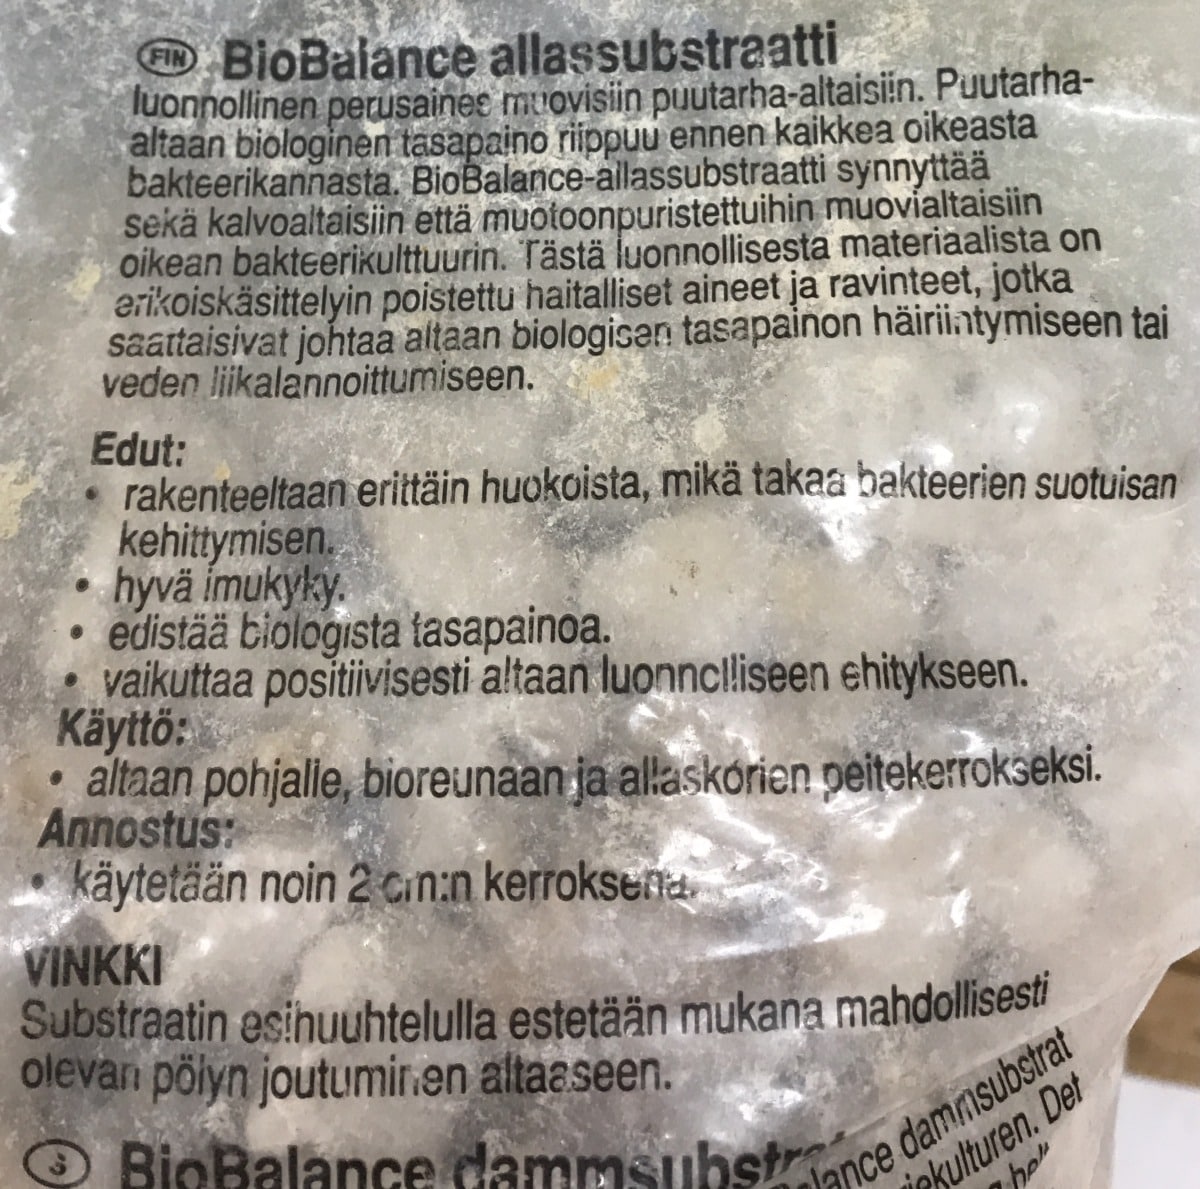 FIN BioBalance allassubstraatti
luonnollinen perusaines muovisiin puutarha-altaisiin. Puutarha-
altaan biologinen tasapaino riippuu ennen kaikkea oikeasta
bakteerikannasta. BioBalance-allassubstraatti synnyttää
sekä kalvoaltaisiin että muotoonpuristettuihin muovialtaisiin
oikean bakteerikulttuurin. Tästä luonnollisesta materiaalista on
erikoiskäsittelyin poistettu haitalliset aineet ja ravinteet, jotka
saattaisivat johtaa altaan biologisen tasapainon häiriintymiseen tai
veden liikalannoittumiseen.
Edut:
• rakenteeltaan erittäin huokoista, mikä takaa bakteerien suotuisan
kehittymisen.
• hyvä imukyky.
• edistää biologista tasapainoa.
• vaikuttaa positiivisesti altaan luonnolliseen ehitykseen.
Käyttö:
• altaan pohjalle, bioreunaan ja allaskorien peitekerrokseksi.
Annostus:
• käytetään noin 2 cm:n kerroksena.
VINKKI
Substraatin esihuuhtelulla estetään mukana mahdollisesti
olevan pölyn joutuminen altaaseen.
S BioBalance dammsubstr
lance dammsubstrat
kulturen. Det